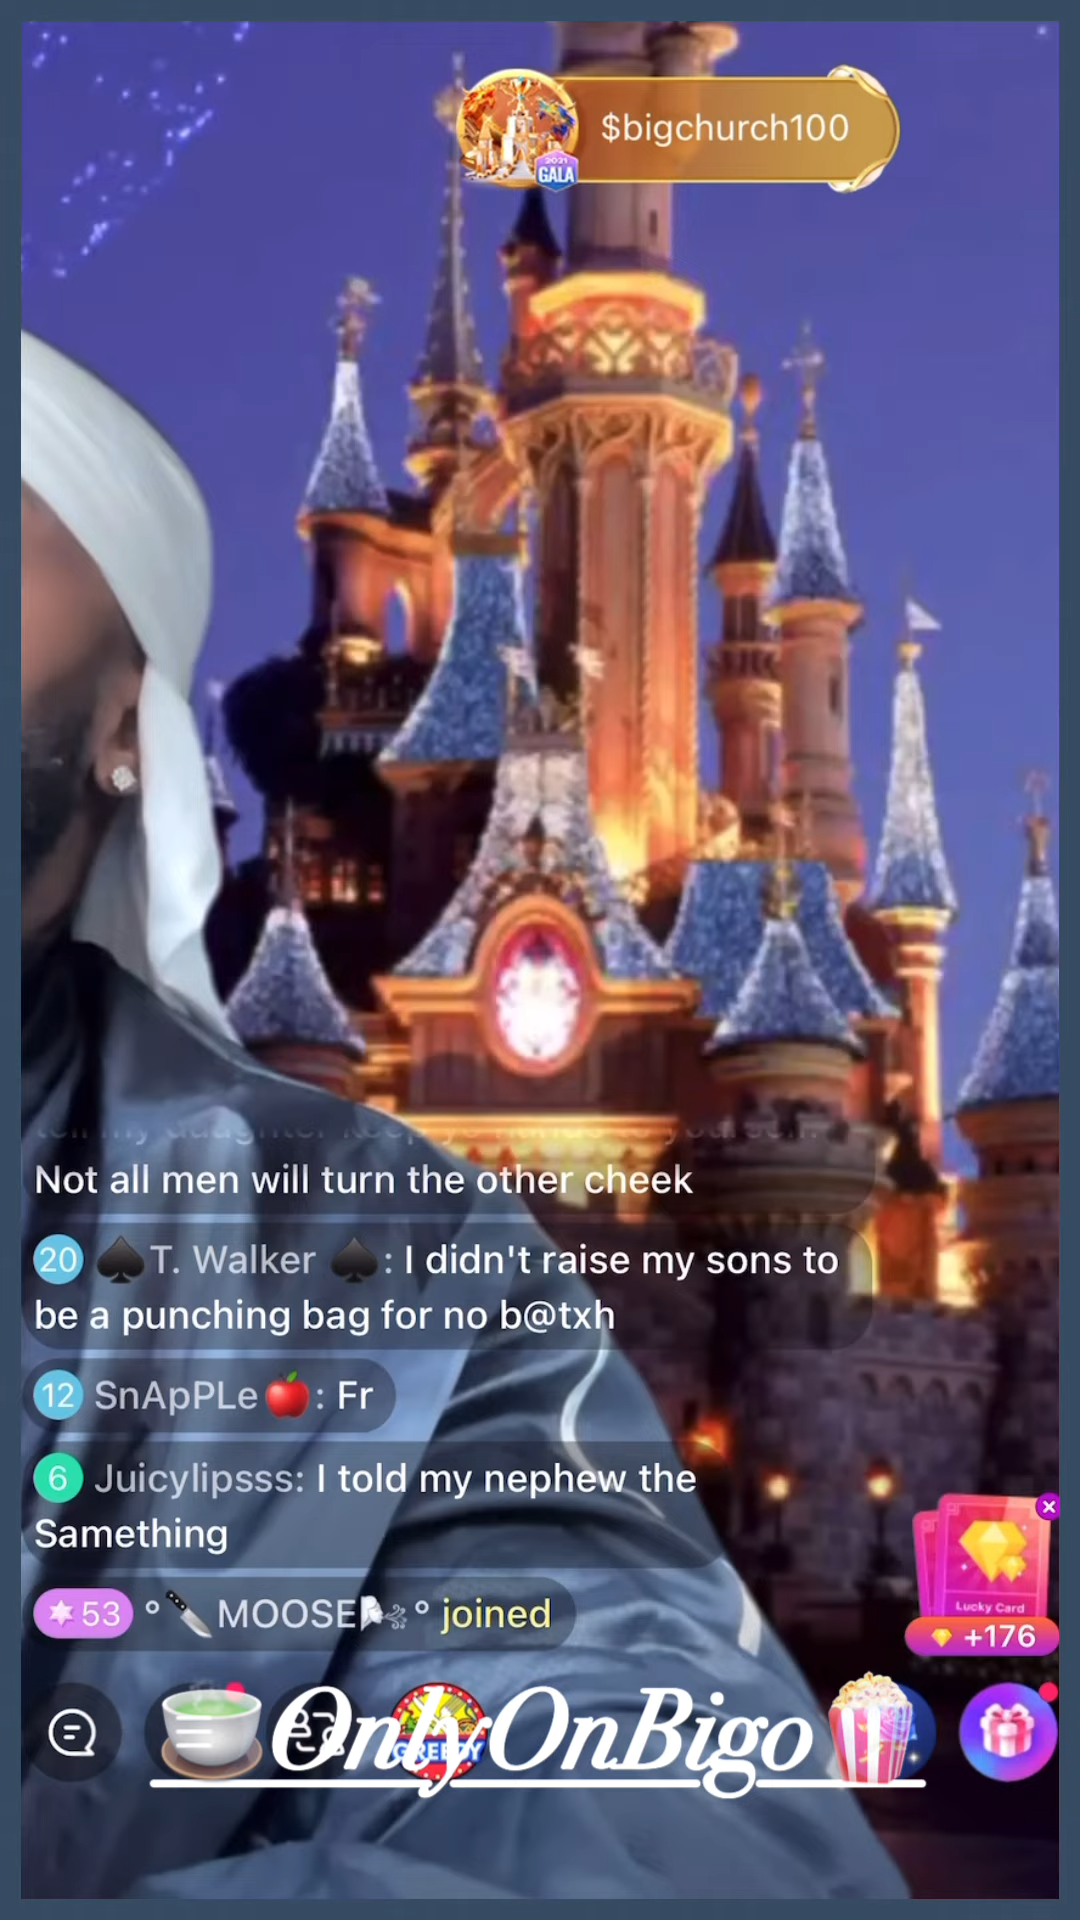 $bigchurch100
2021
GALA
Not all men will turn the other cheek
20 ♠T. Walker ♠: I didn't raise my sons to
be a punching bag for no b@txh
12 SnApPLe🍎: Fr
6 Juicylipsss: I told my nephew the
Samething
53 °🔪MOOSE🌬° joined
Lucky Card
+176
GREEDY
OnlyOnBigo